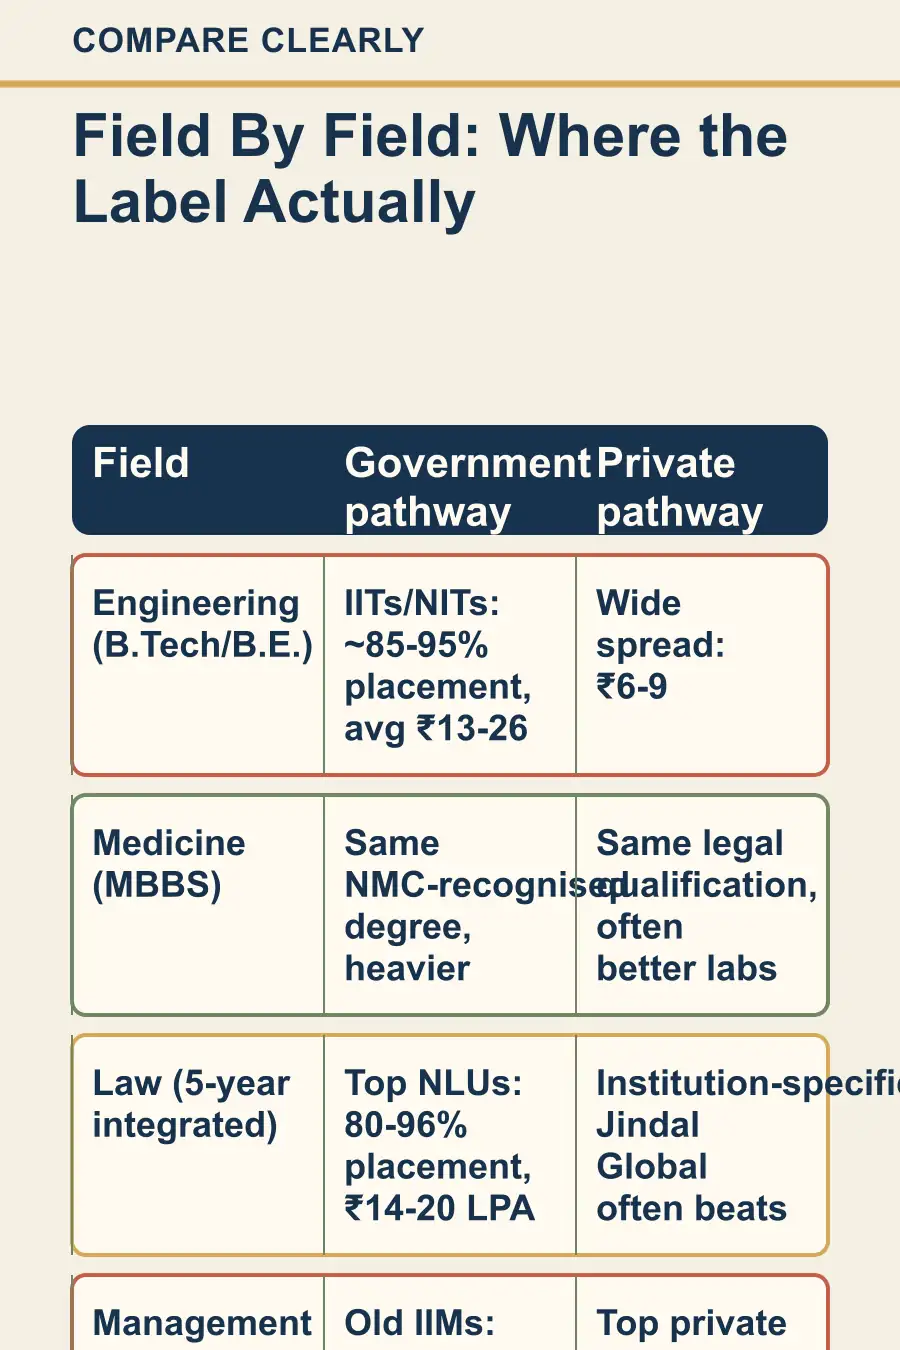 COMPARE CLEARLY
Field By Field: Where the
Label Actually
Field
Government
pathway
Private
pathway
Engineering
(B.Tech/B.E.)
IITs/NITs:
~85-95%
placement,
avg ₹13-26
Wide
spread:
₹6-9
Medicine
(MBBS)
Same
NMC-recognised
degree,
heavier
Same legal
qualification,
often
better labs
Law (5-year
integrated)
Top NLUs:
80-96%
placement,
₹14-20 LPA
Institution-specific
Jindal
Global
often beats
Management
Old IIMs:
Top private